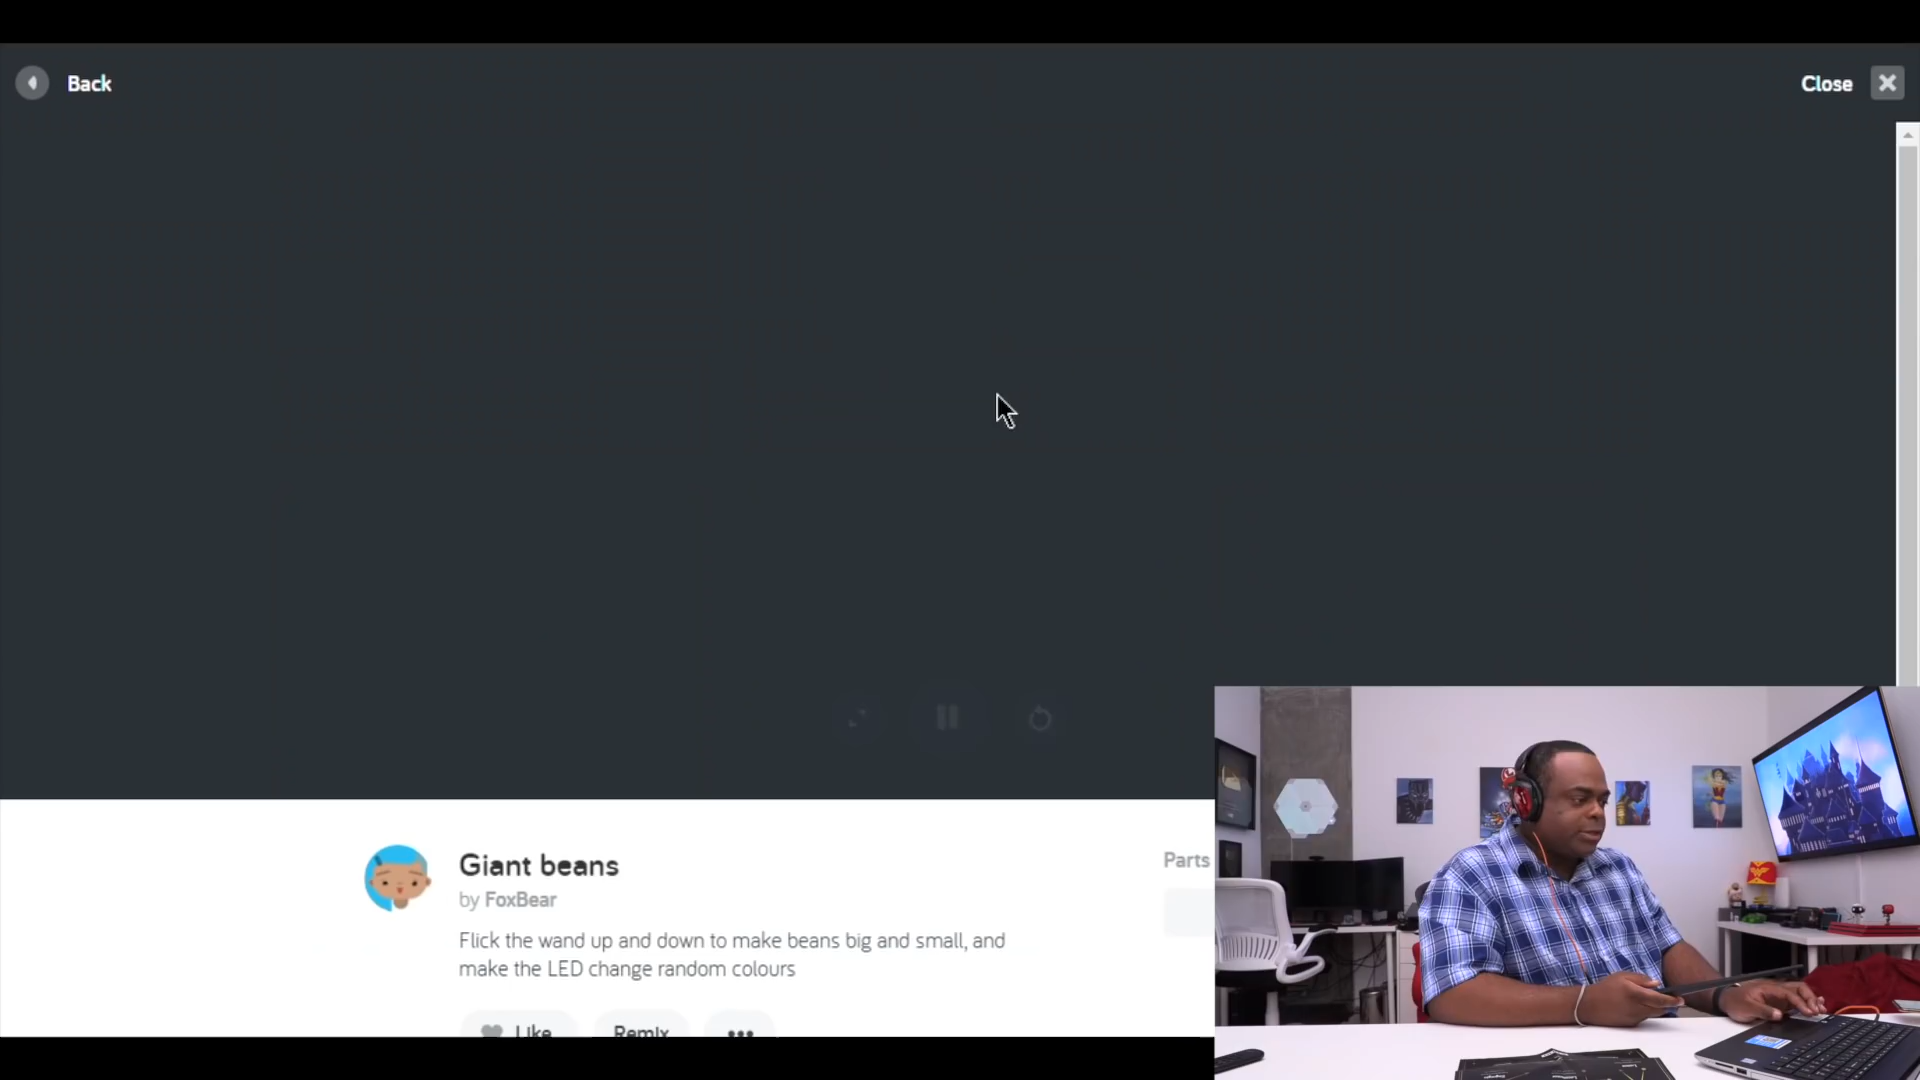 Back
Close
Giant beans
by FoxBear
Flick the wand up and down to make beans big and small, and
make the LED change random colours
Parts
Like
Remix